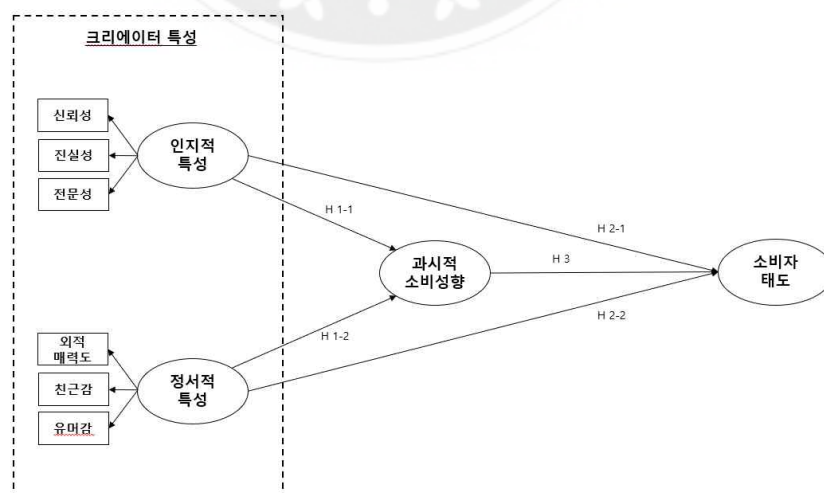 크리에이터 특성
신뢰성
진실성
전문성
인지적
특성
H 1-1
H 2-1
과시적
소비성향
H 3
소비자
태도
H 1-2
H 2-2
외적
매력도
친근감
유머감
정서적
특성